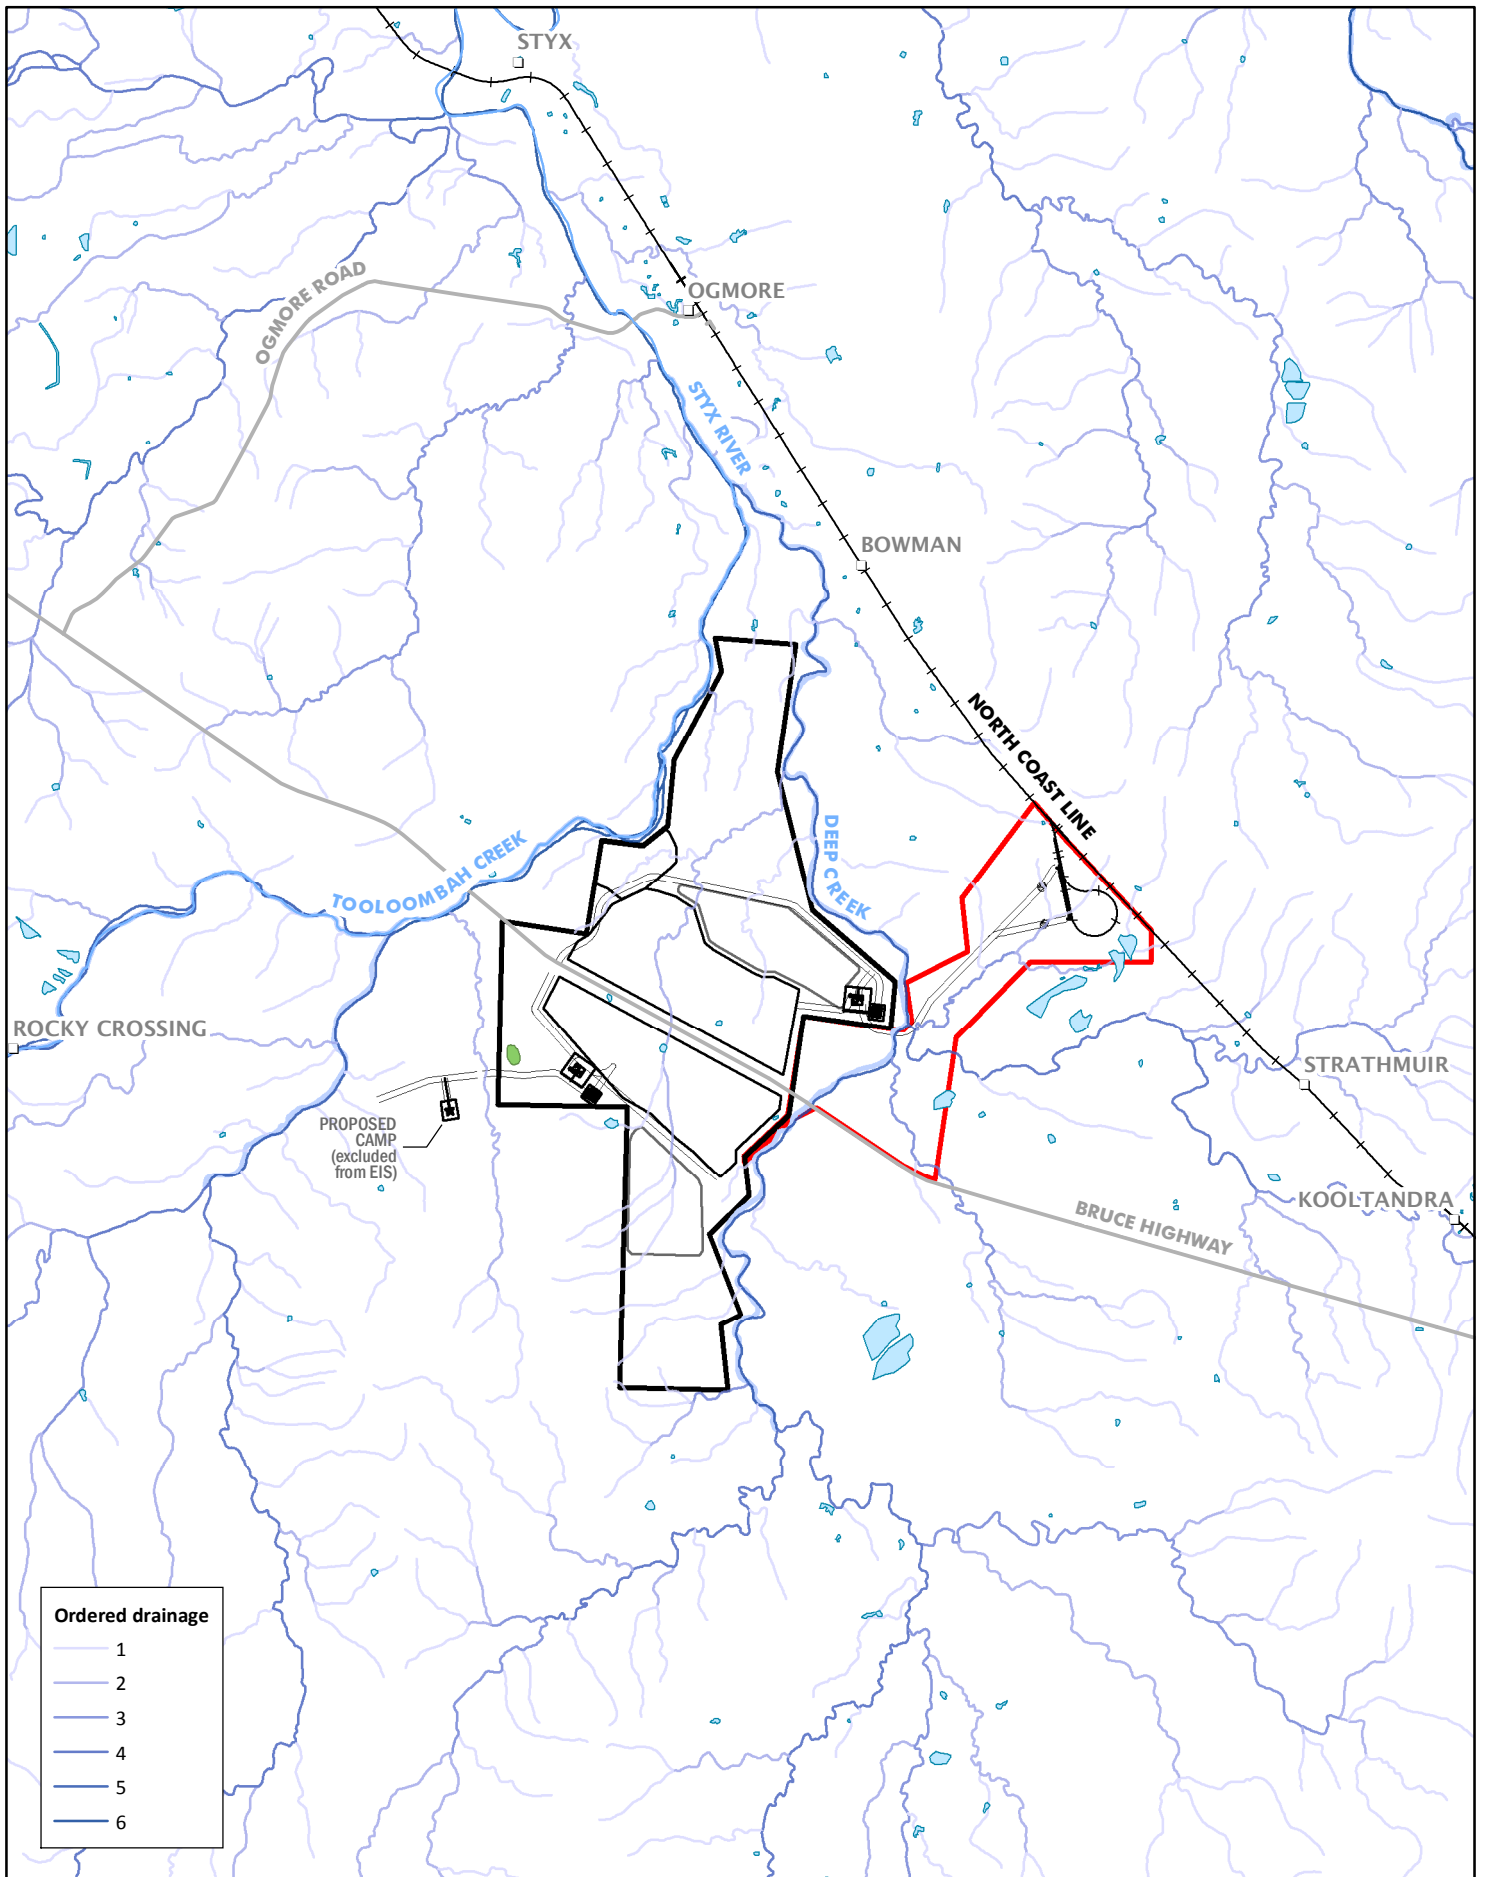 STYX
OGMORE ROAD
OGMORE
STYX RIVER
BOWMAN
NORTH COAST LINE
DEEP CREEK
TOOLOOMBAH CREEK
ROCKY CROSSING
STRATHMUIR
PROPOSED
CAMP
(excluded
from EIS)
KOOLTANDRA
BRUCE HIGHWAY
Ordered drainage
1
2
3
4
5
6